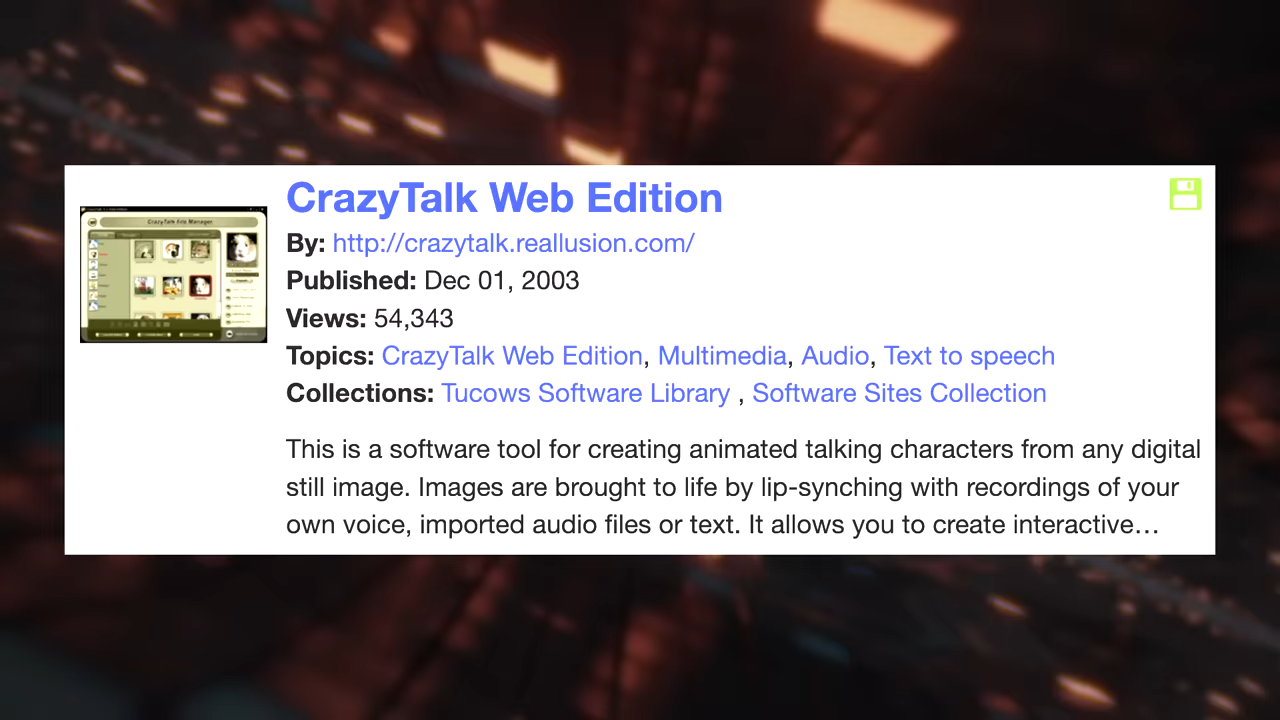 CrazyTalk Web Edition
By: http://crazytalk.reallusion.com/
Published: Dec 01, 2003
Views: 54,343
Topics: CrazyTalk Web Edition, Multimedia, Audio, Text to speech
Collections: Tucows Software Library , Software Sites Collection
This is a software tool for creating animated talking characters from any digital
still image. Images are brought to life by lip-synching with recordings of your
own voice, imported audio files or text. It allows you to create interactive…
CrazyTalk File Manager